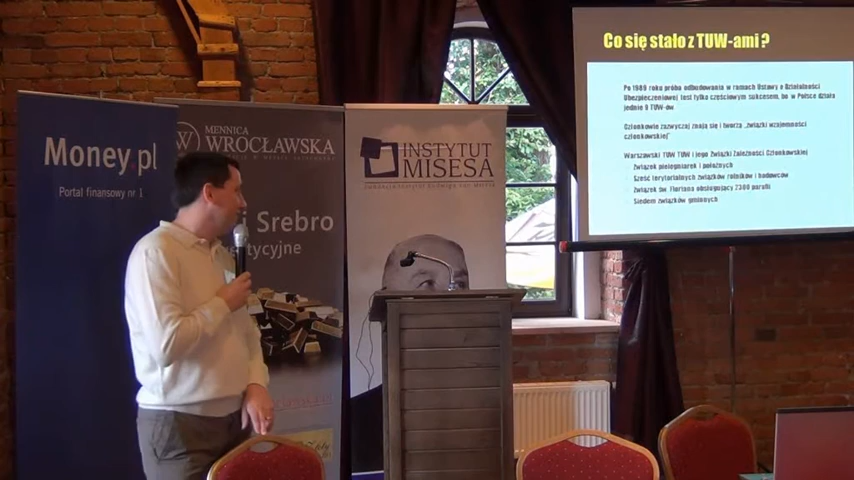 Co się stało z TUW-ami ?
Po 1989 roku próba odbudowania w ramach Ustawy o Działalności
Ubezpieczeniowej jest tylko częściowym sukcesem, bo w Polsce działa
jedynie 9 TUW-ów
Członkowie zazwyczaj znają się i tworzą „związki wzajemności
członkowskiej"
Warszawski TUW TUW i jego Związki Zależności Członkowskiej
Związek pielęgniarek i położnych
Sześć terytorialnych związków rolników i hodowców
Związek św. Floriana obsługujący 2300 parafii
Siedem związków gminnych
Money.pl
Portal finansowy nr 1
W
MENNICA
WROCŁAWSKA
i Srebro
tycyjne
INSTYTUT
MISESA